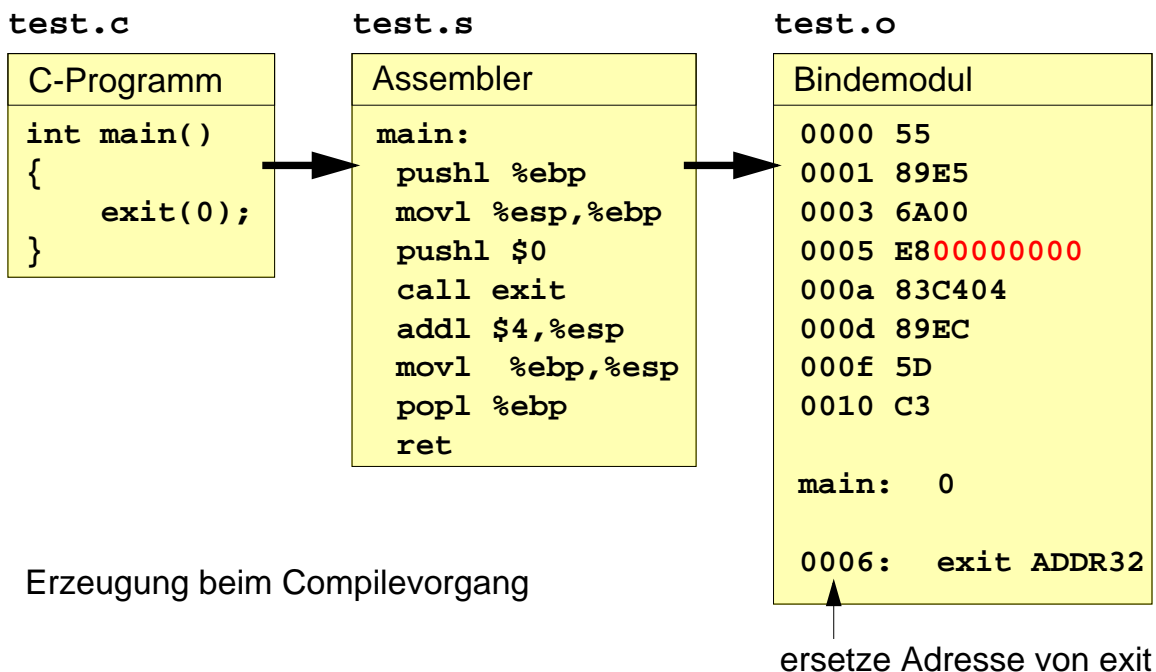 test.c
C-Programm
int main()
{
    exit(0);
}
test.s
Assembler
main:
 pushl %ebp
 movl %esp,%ebp
 pushl $0
 call exit
 addl $4,%esp
 movl  %ebp,%esp
 popl %ebp
 ret
test.o
Bindemodul
0000 55
0001 89E5
0003 6A00
0005 E800000000
000a 83C404
000d 89EC
000f 5D
0010 C3
main:  0
0006:  exit ADDR32
Erzeugung beim Compilevorgang
ersetze Adresse von exit